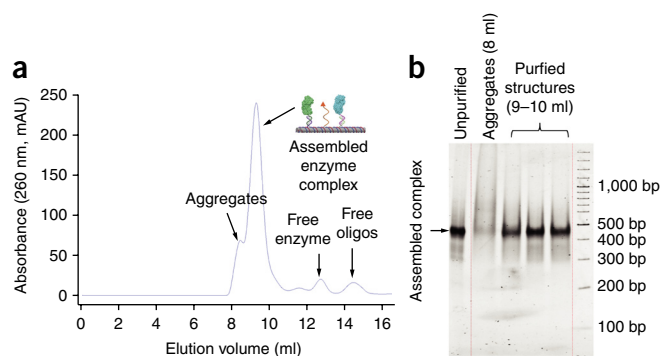 a
Absorbance (260 nm, mAU)
250
200
150
100
50
0
0 2 4 6 8 10 12 14 16
Elution volume (ml)
Aggregates
Assembled
enzyme
complex
Free
enzyme
Free
oligos
b
Assembled complex
Unpurified
Aggregates (8 ml)
Purfied
structures
(9–10 ml)
1,000 bp
500 bp
400 bp
300 bp
200 bp
100 bp